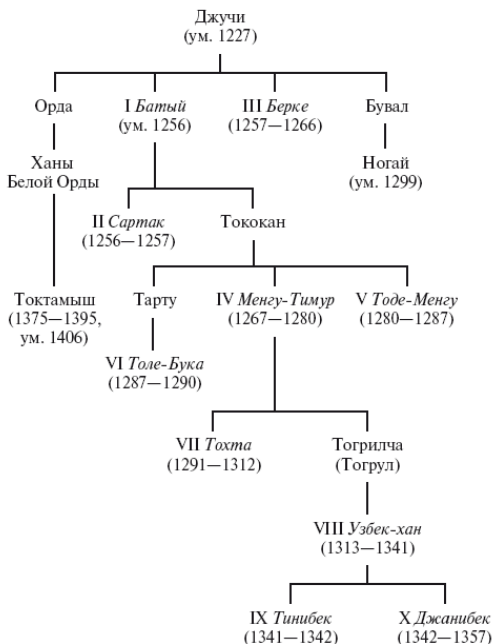 Джучи
(ум. 1227)
Орда
I Батый
(ум. 1256)
III Берке
(1257—1266)
Бувал
Ханы
Белой Орды
Ногай
(ум. 1299)
II Сартак
(1256—1257)
Тококан
Токтамыш
(1375—1395,
ум. 1406)
Тарту
IV Менгу-Тимур
(1267—1280)
V Тоде-Менгу
(1280—1287)
VI Толе-Бука
(1287—1290)
VII Тохта
(1291—1312)
Тогрилча
(Тогрул)
VIII Узбек-хан
(1313—1341)
IX Тинибек
(1341—1342)
X Джанибек
(1342—1357)